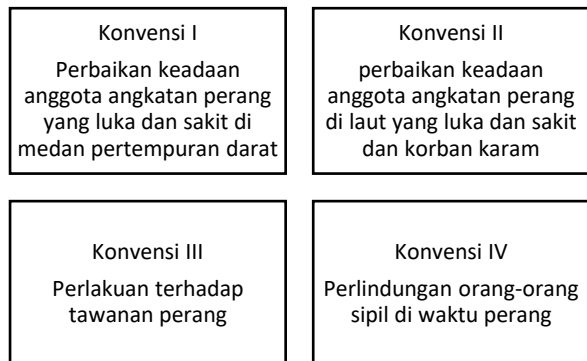 Konvensi I
Perbaikan keadaan
anggota angkatan perang
yang luka dan sakit di
medan pertempuran darat
Konvensi II
perbaikan keadaan
anggota angkatan perang
di laut yang luka dan sakit
dan korban karam
Konvensi III
Perlakuan terhadap
tawanan perang
Konvensi IV
Perlindungan orang-orang
sipil di waktu perang